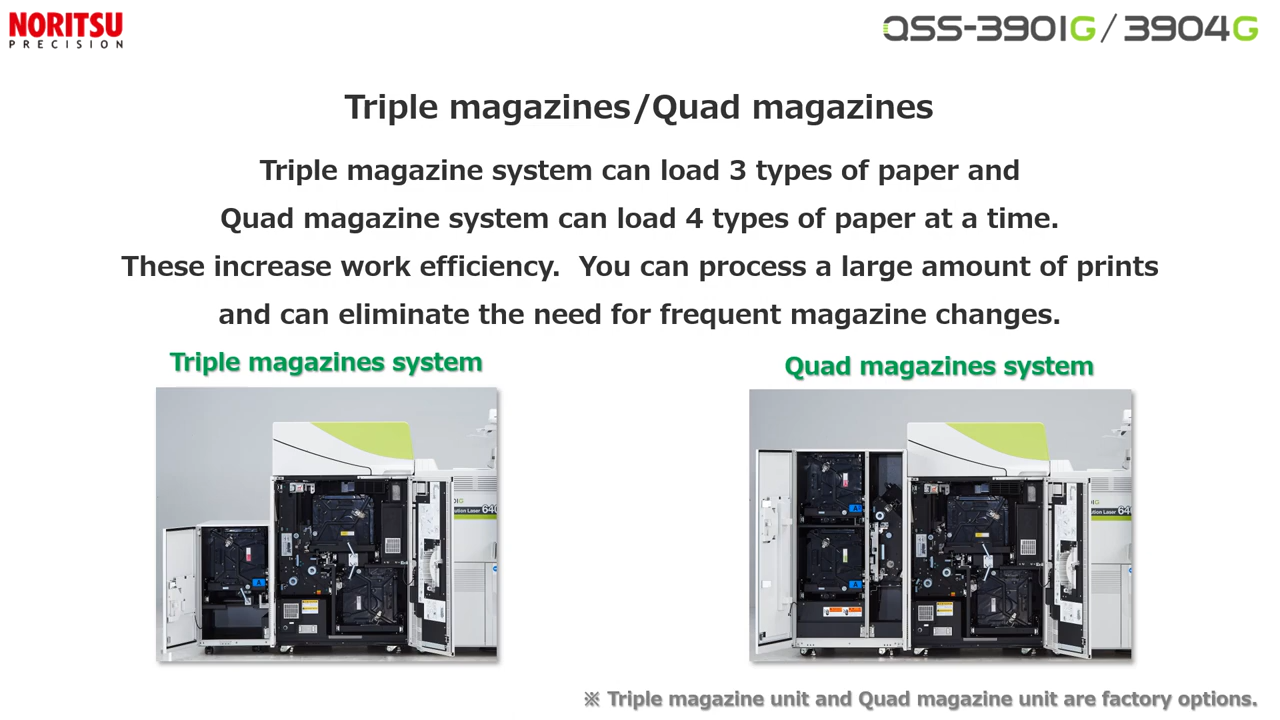 NORITSU
PRECISION
QSS-3901G/3904G
Triple magazines/Quad magazines
Triple magazine system can load 3 types of paper and
Quad magazine system can load 4 types of paper at a time.
These increase work efficiency.  You can process a large amount of prints
and can eliminate the need for frequent magazine changes.
Triple magazines system
Quad magazines system
※ Triple magazine unit and Quad magazine unit are factory options.